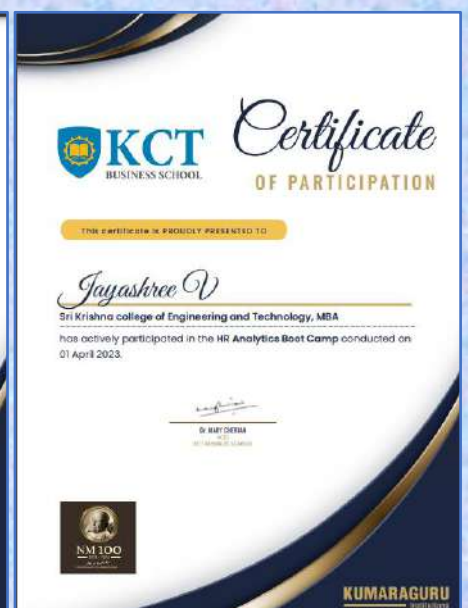 KCT
BUSINESS SCHOOL
Certificate
OF PARTICIPATION
This certificate is PROUDLY PRESENTED TO
Jayashree V
Sri Krishna college of Engineering and Technology, MBA
has actively participated in the HR Analytics Boot Camp conducted on
01 April 2023.
Dr. MARY CHERIAN
NM 100
KUMARAGURU